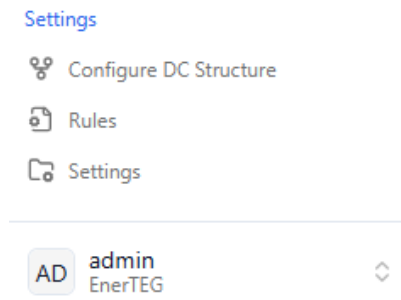 Settings
Configure DC Structure
Rules
Settings
AD
admin
EnerTEG